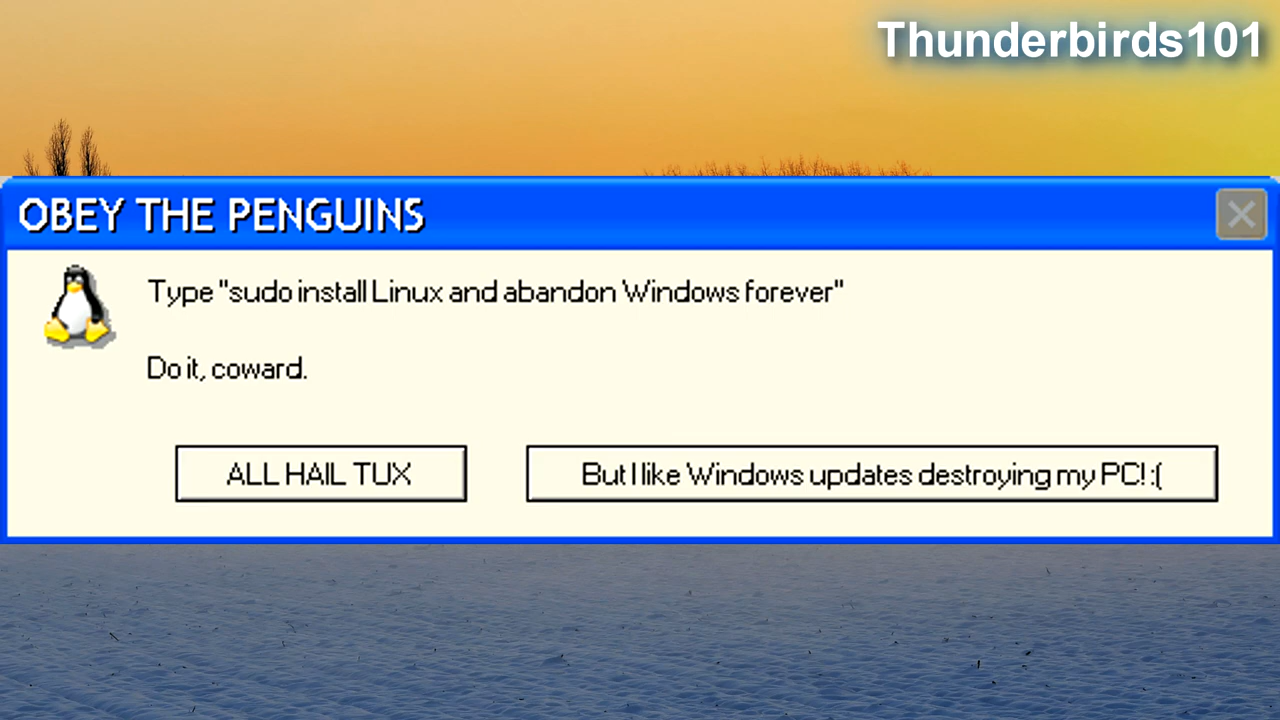 Thunderbirds101
OBEY THE PENGUINS
Type "sudo install Linux and abandon Windows forever"
Do it, coward.
ALL HAIL TUX
But I like Windows updates destroying my PC! :(